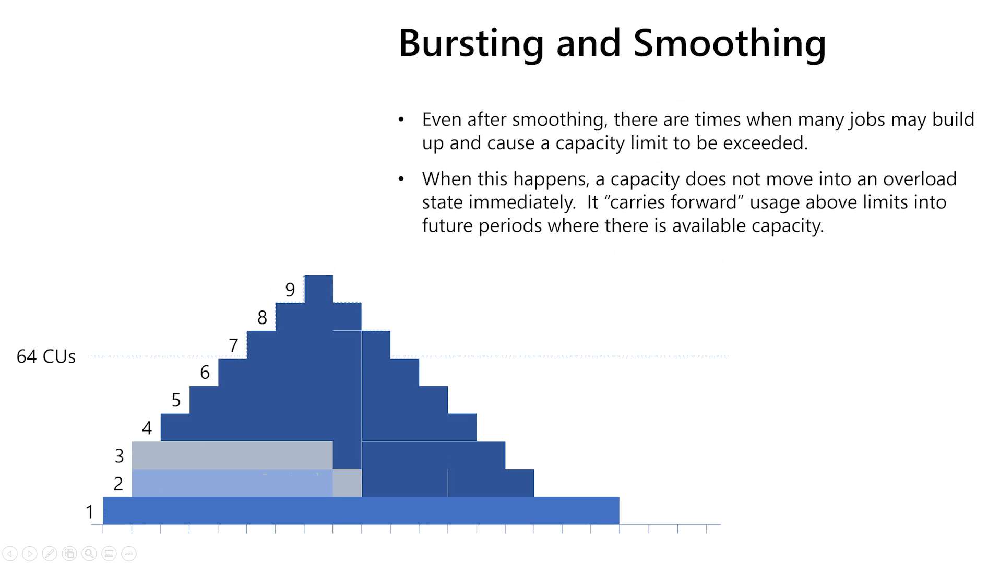 Bursting and Smoothing
• Even after smoothing, there are times when many jobs may build
up and cause a capacity limit to be exceeded.
• When this happens, a capacity does not move into an overload
state immediately.  It “carries forward” usage above limits into
future periods where there is available capacity.
9
8
7
64 CUs
6
5
4
3
2
1